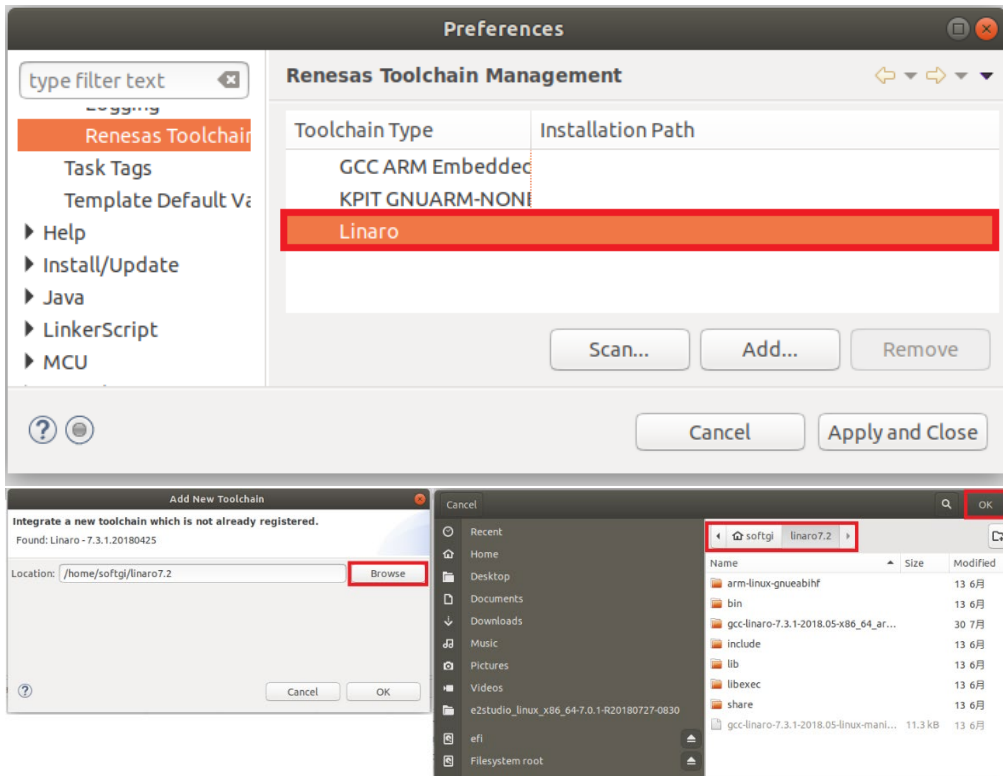 Preferences
type filter text
Renesas Toolchain Management
Logging
Renesas Toolchair
Task Tags
Template Default Va
Help
Install/Update
Java
LinkerScript
MCU
Toolchain Type Installation Path
GCC ARM Embedded
KPIT GNUARM-NON
Linaro
Scan... Add... Remove
Cancel Apply and Close
Add New Toolchain
Integrate a new toolchain which is not already registered.
Found: Linaro - 7.3.1.20180425
Location: /home/softgi/linaro7.2 Browse
Cancel OK
Cancel OK
Recent
Home
Desktop
Documents
Downloads
Music
Pictures
Videos
e2studio_linux_x86_64-7.0.1-R20180727-0830
efi
Filesystem root
softgi linaro7.2
Name Size Modified
arm-linux-gnueabihf 13 6月
bin 13 6月
gcc-linaro-7.3.1-2018.05-x86_64_ar... 30 7月
include 13 6月
lib 13 6月
libexec 13 6月
share 13 6月
gcc-linaro-7.3.1-2018.05-linux-mani... 11.3 kB 13 6月